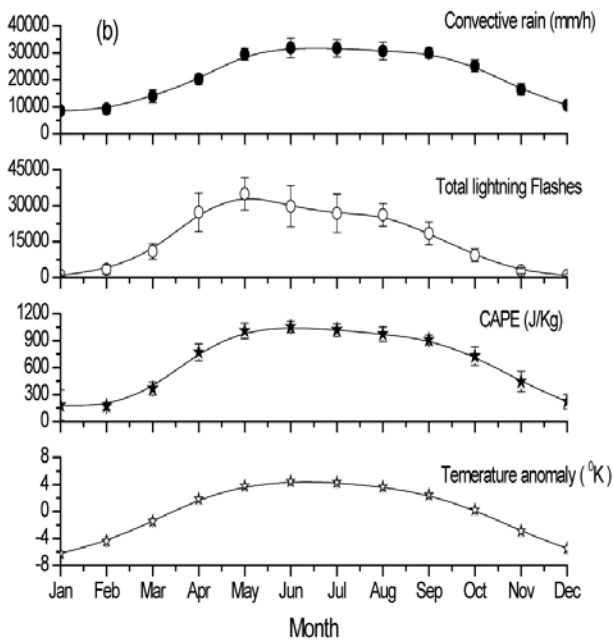 (b)
Convective rain (mm/h)
40000
30000
20000
10000
0
Total lightning Flashes
45000
30000
15000
0
CAPE (J/Kg)
1200
900
600
300
0
Temerature anomaly ( ⁰K)
4
0
-4
-8
Jan Feb Mar Apr May Jun Jul Aug Sep Oct Nov Dec
Month